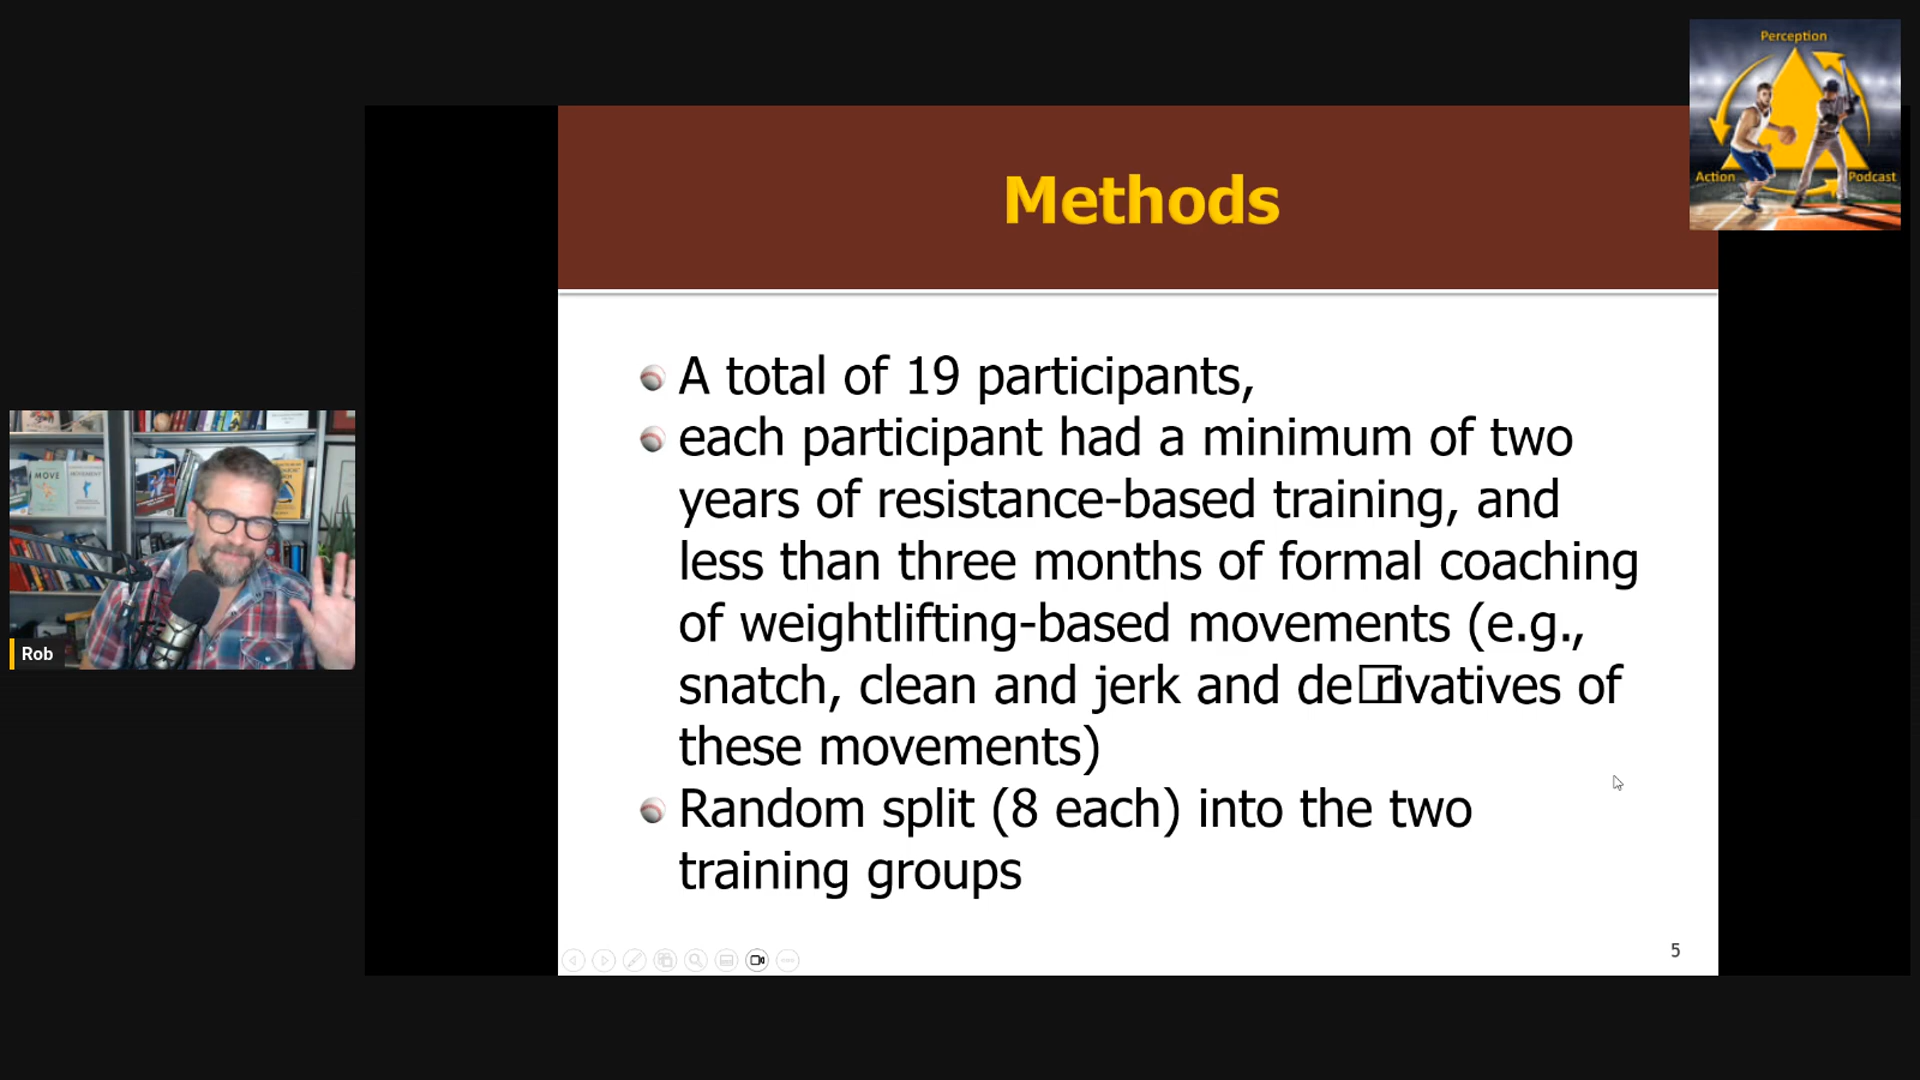 Perception
Action
Podcast
Methods
A total of 19 participants,
each participant had a minimum of two
years of resistance-based training, and
less than three months of formal coaching
of weightlifting-based movements (e.g.,
snatch, clean and jerk and de□rivatives of
these movements)
Random split (8 each) into the two
training groups
5
MOVE
Rob